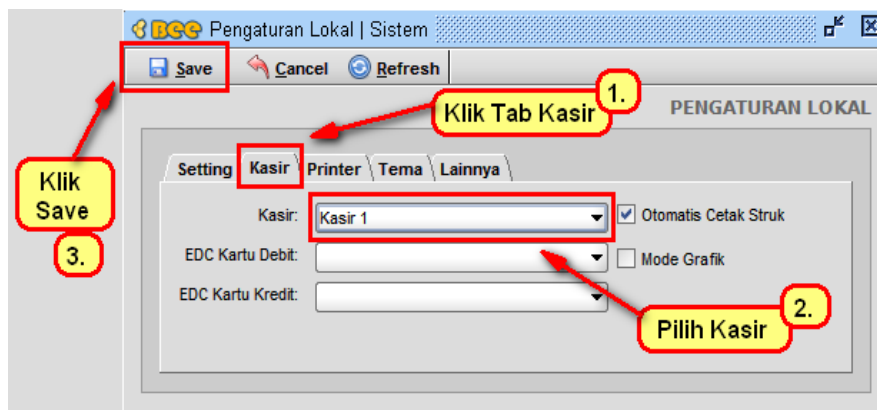 Bee Pengaturan Lokal | Sistem
Save Cancel Refresh
1.
Klik Tab Kasir
PENGATURAN LOKAL
Setting Kasir Printer Tema Lainnya
Klik
Save
3.
Kasir: Kasir 1 Otomatis Cetak Struk
EDC Kartu Debit: Mode Grafik
EDC Kartu Kredit:
2.
Pilih Kasir